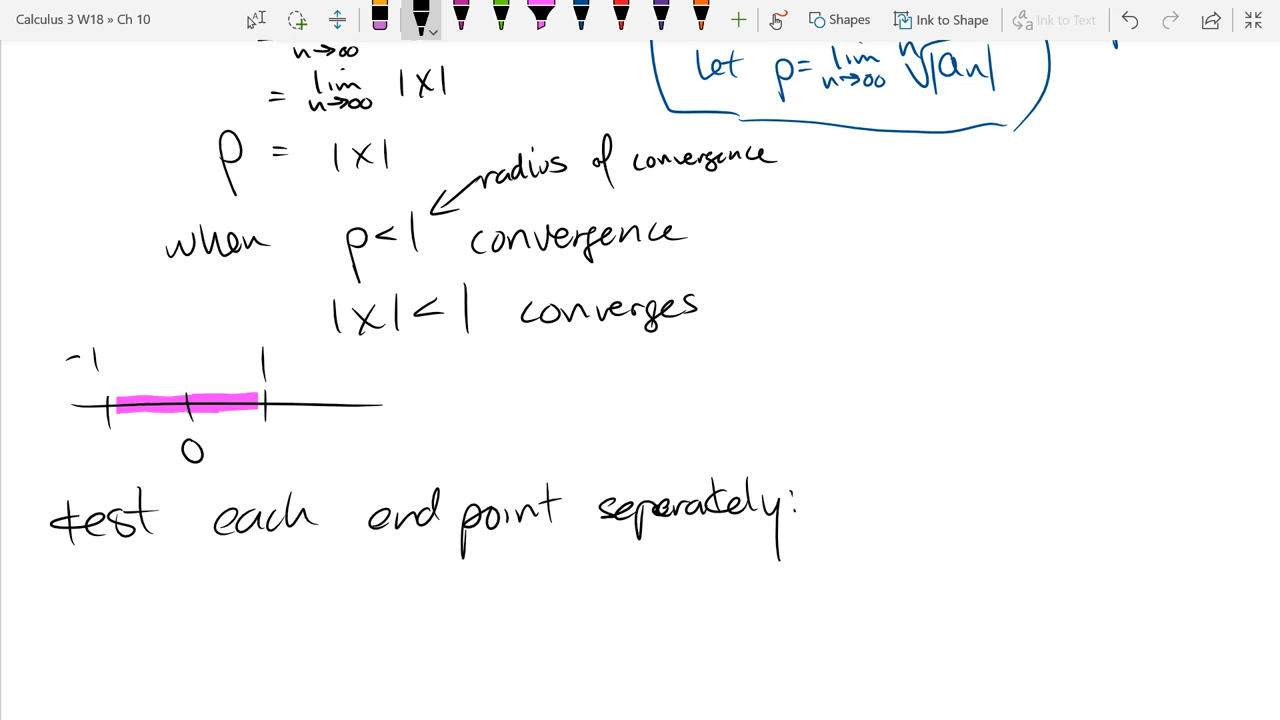 Calculus 3 W18 » Ch 10
Shapes
Ink to Shape
Ink to Text
n→∞
= lim |x|
n→∞
Let ρ = lim ⁿ√|an|
n→∞
ρ = |x|
radius of convergence
when ρ<1 convergence
|x|<1 converges
-1 1
0
test each end point separately: